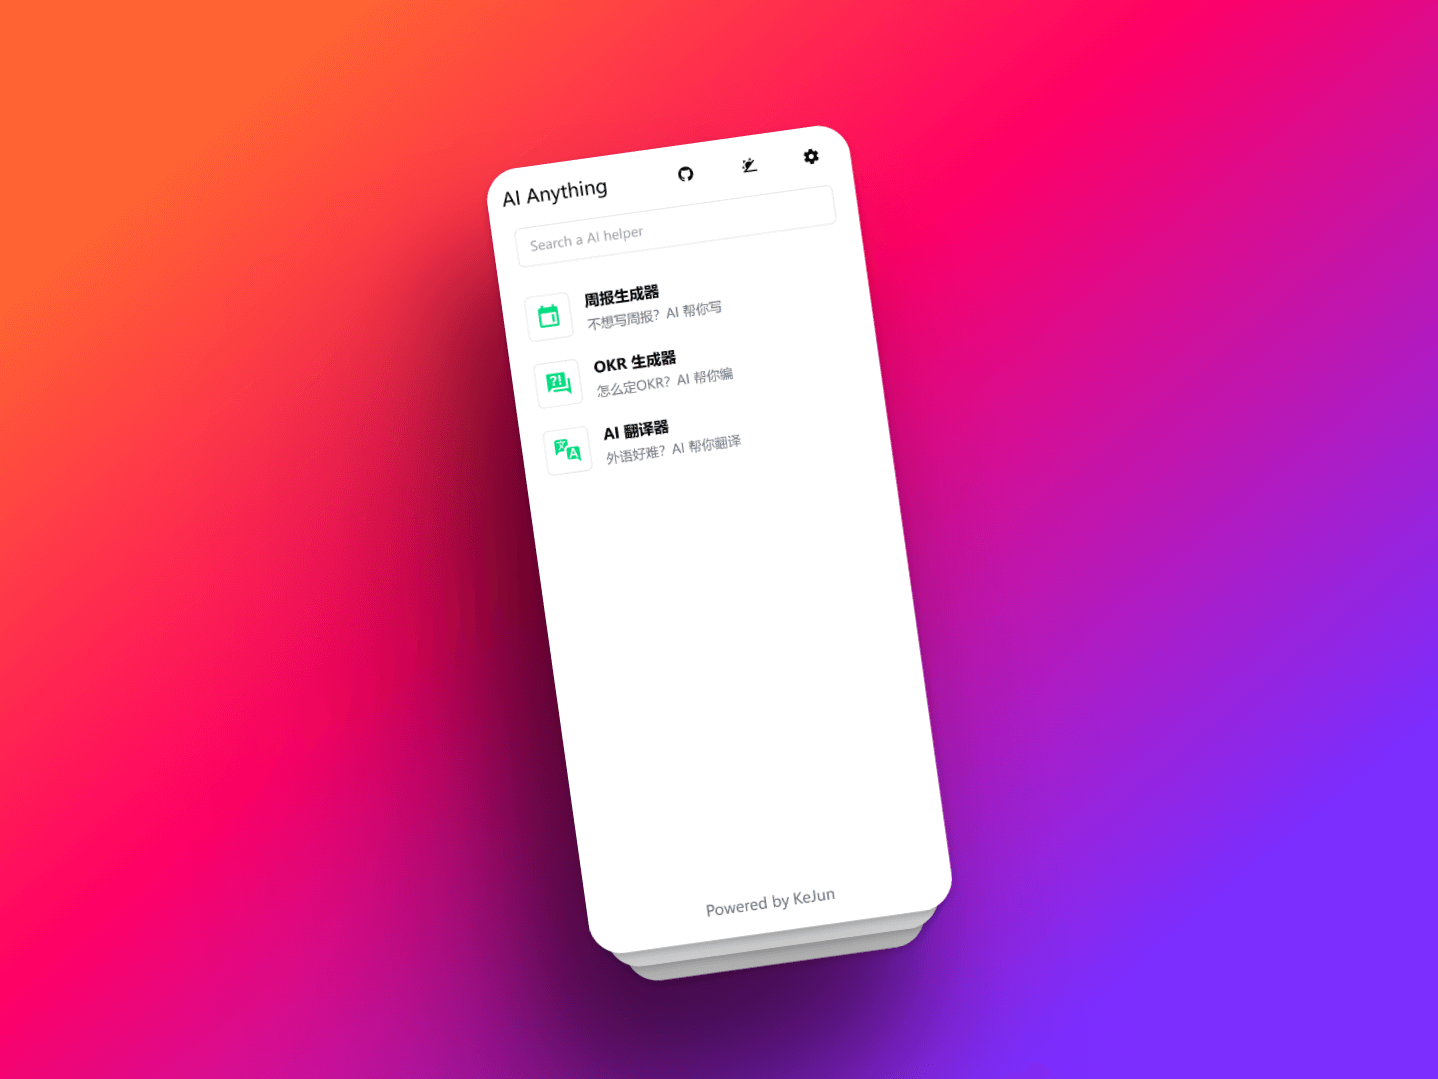 AI Anything
Search a AI helper
周报生成器
不想写周报？AI 帮你写
OKR 生成器
怎么定OKR？AI 帮你编
AI 翻译器
外语好难？AI 帮你翻译
Powered by KeJun